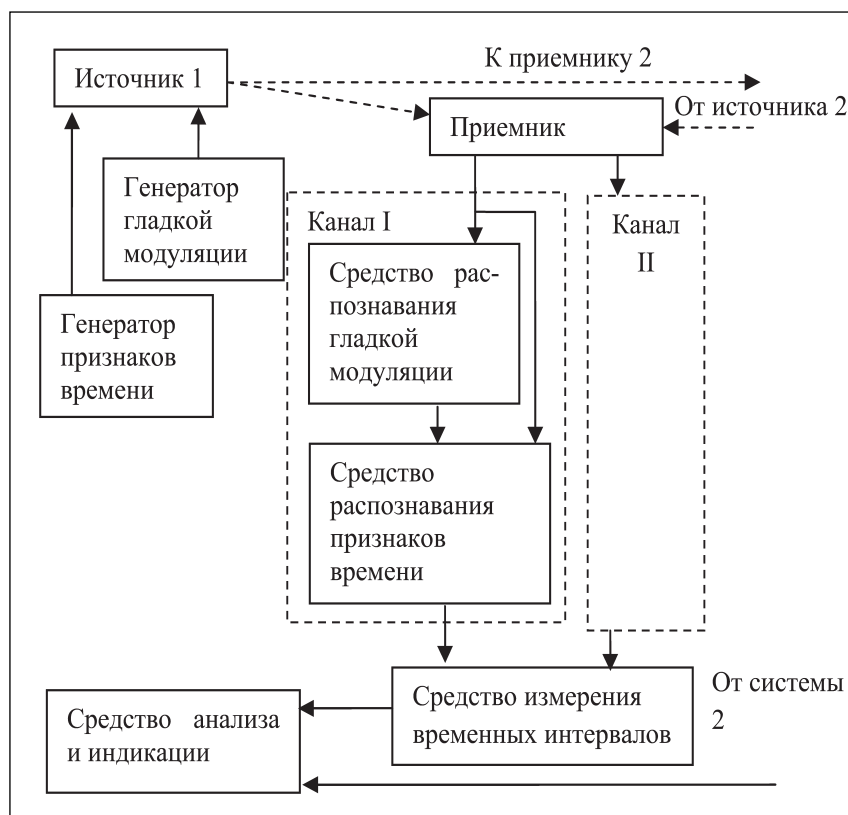 Источник 1
К приемнику 2
От источника 2
Приемник
Генератор
гладкой
модуляции
Канал I
Канал
II
Средство рас-
познавания
гладкой
модуляции
Генератор
признаков
времени
Средство
распознавания
признаков
времени
Средство измерения
временных интервалов
От системы
2
Средство анализа
и индикации